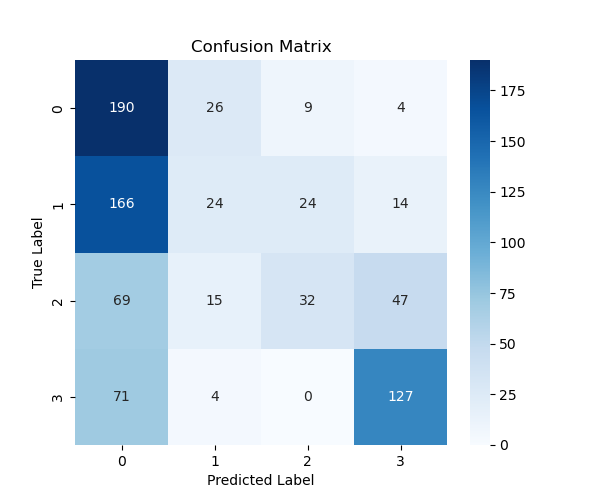 Confusion Matrix
0 190 26 9 4
1 166 24 24 14
2 69 15 32 47
3 71 4 0 127
0 1 2 3
True Label
Predicted Label
175
150
125
100
75
50
25
0